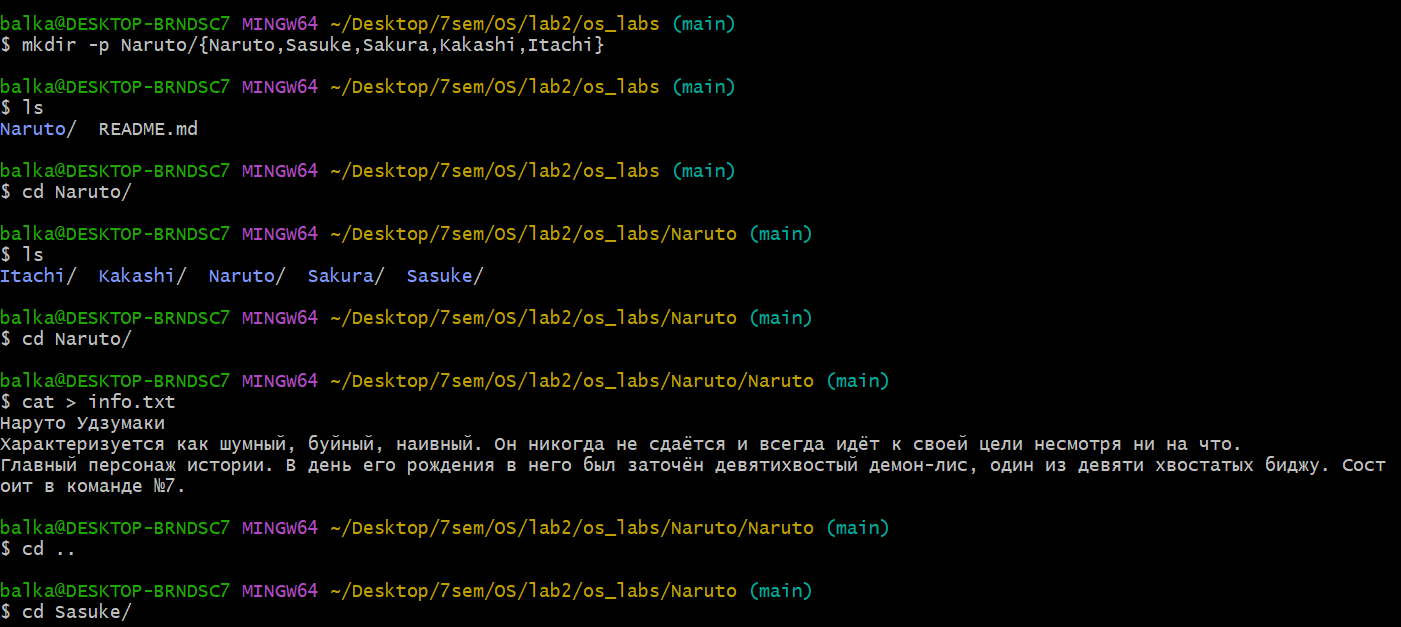 balka@DESKTOP-BRNDSC7 MINGW64 ~/Desktop/7sem/OS/lab2/os_labs (main)
$ mkdir -p Naruto/{Naruto,Sasuke,Sakura,Kakashi,Itachi}
balka@DESKTOP-BRNDSC7 MINGW64 ~/Desktop/7sem/OS/lab2/os_labs (main)
$ ls
Naruto/  README.md
balka@DESKTOP-BRNDSC7 MINGW64 ~/Desktop/7sem/OS/lab2/os_labs (main)
$ cd Naruto/
balka@DESKTOP-BRNDSC7 MINGW64 ~/Desktop/7sem/OS/lab2/os_labs/Naruto (main)
$ ls
Itachi/  Kakashi/  Naruto/  Sakura/  Sasuke/
balka@DESKTOP-BRNDSC7 MINGW64 ~/Desktop/7sem/OS/lab2/os_labs/Naruto (main)
$ cd Naruto/
balka@DESKTOP-BRNDSC7 MINGW64 ~/Desktop/7sem/OS/lab2/os_labs/Naruto/Naruto (main)
$ cat > info.txt
Наруто Удзумаки
Характеризуется как шумный, буйный, наивный. Он никогда не сдаётся и всегда идёт к своей цели несмотря ни на что.
Главный персонаж истории. В день его рождения в него был заточён девятихвостый демон-лис, один из девяти хвостатых биджу. Сост
оит в команде №7.
balka@DESKTOP-BRNDSC7 MINGW64 ~/Desktop/7sem/OS/lab2/os_labs/Naruto/Naruto (main)
$ cd ..
balka@DESKTOP-BRNDSC7 MINGW64 ~/Desktop/7sem/OS/lab2/os_labs/Naruto (main)
$ cd Sasuke/